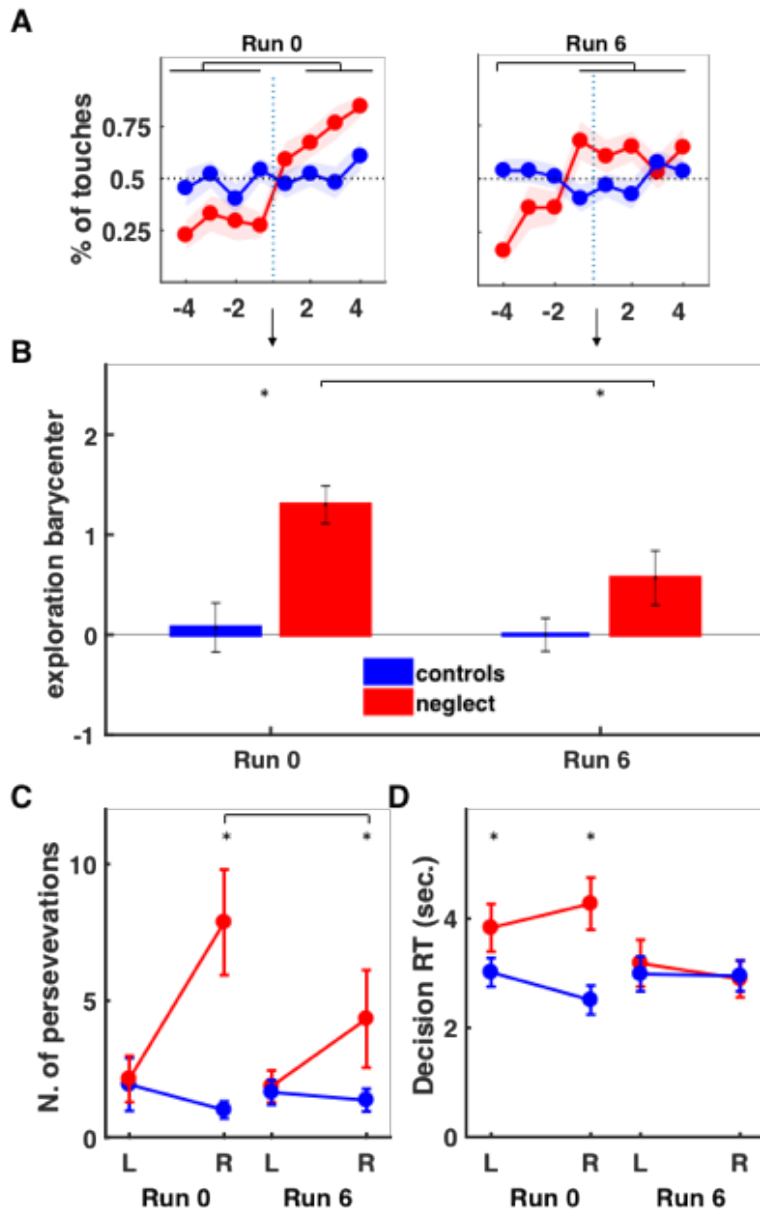 A
Run 0
Run 6
% of touches
0.75
0.5
0.25
-4
-2
2
4
-4
-2
2
4
B
*
*
exploration barycenter
2
1
0
-1
controls
neglect
Run 0
Run 6
C
D
*
*
*
*
N. of persevevations
10
5
0
L
R
L
R
Run 0
Run 6
Decision RT (sec.)
4
2
0
L
R
L
R
Run 0
Run 6